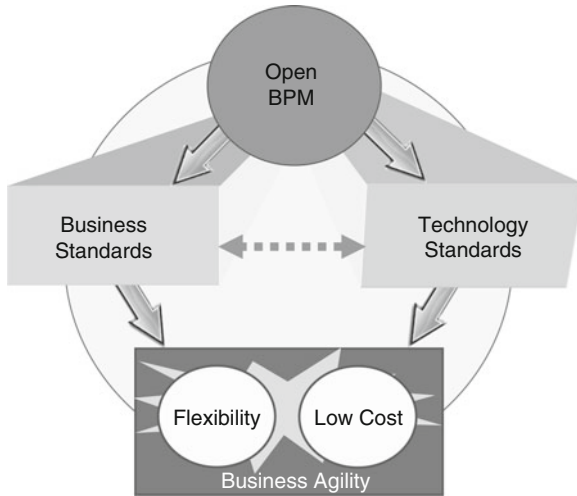 Open
BPM
Business
Standards
Technology
Standards
Flexibility
Low Cost
Business Agility